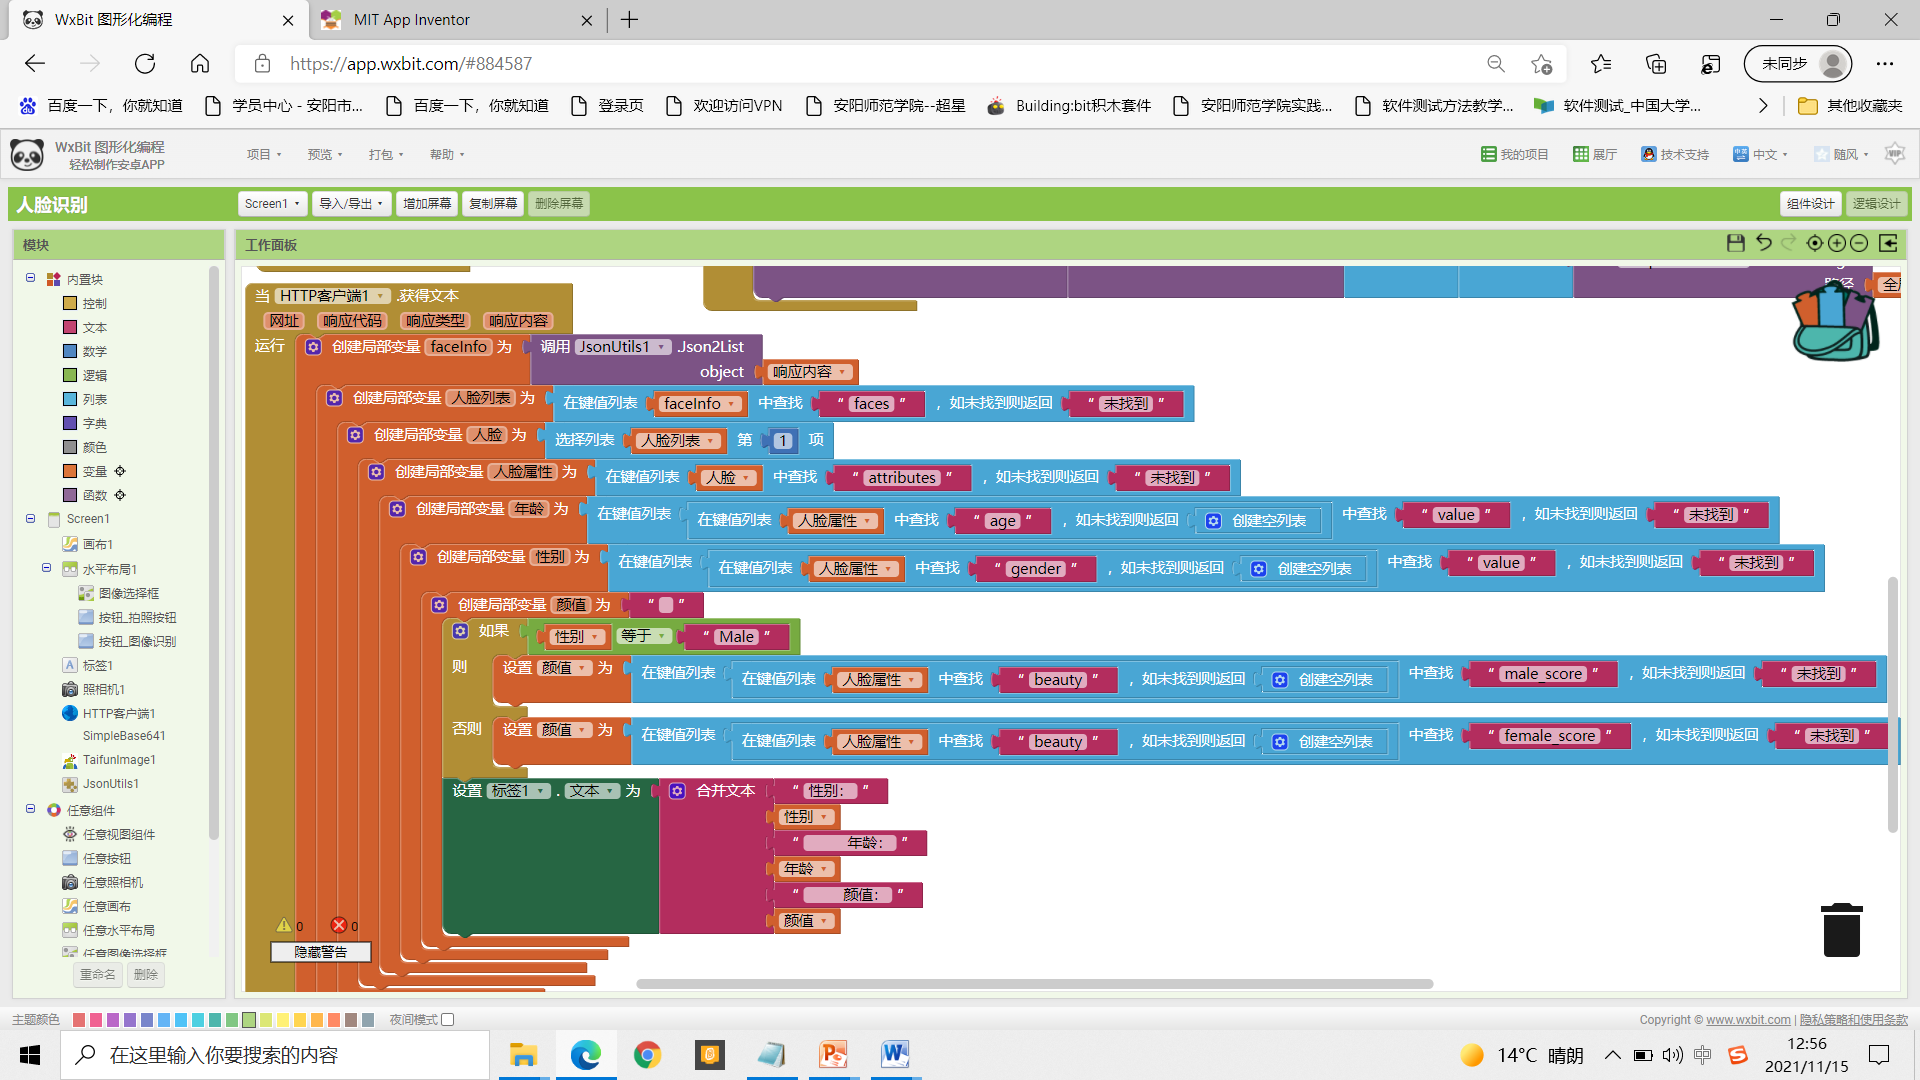 WxBit 图形化编程
MIT App Inventor
https://app.wxbit.com/#884587
未同步
百度一下，你就知道
学员中心 - 安阳市...
百度一下，你就知道
登录页
欢迎访问VPN
安阳师范学院--超星
Building:bit积木套件
安阳师范学院实践...
软件测试方法教学...
软件测试_中国大学...
其他收藏夹
WxBit 图形化编程
轻松制作安卓APP
项目
预览
打包
帮助
我的项目
展厅
技术支持
中文
随风
VIP
人脸识别
Screen1
导入/导出
增加屏幕
复制屏幕
删除屏幕
组件设计
逻辑设计
模块
工作面板
内置块
控制
文本
数学
逻辑
列表
字典
颜色
变量
函数
Screen1
画布1
水平布局1
图像选择框
按钮_拍照按钮
按钮_图像识别
标签1
照相机1
HTTP客户端1
SimpleBase641
TaifunImage1
JsonUtils1
任意组件
任意视图组件
任意按钮
任意照相机
任意画布
任意水平布局
任意图像选择框
重命名 删除
当 HTTP客户端1 .获得文本
网址 响应代码 响应类型 响应内容
运行 创建局部变量 faceInfo 为 调用 JsonUtils1 .Json2List
object 响应内容
创建局部变量 人脸列表 为 在键值列表 faceInfo 中查找 " faces " ，如未找到则返回 " 未找到 "
创建局部变量 人脸 为 选择列表 人脸列表 第 1 项
创建局部变量 人脸属性 为 在键值列表 人脸 中查找 " attributes " ，如未找到则返回 " 未找到 "
创建局部变量 年龄 为 在键值列表 在键值列表 人脸属性 中查找 " age " ，如未找到则返回 创建空列表 中查找 " value " ，如未找到则返回 " 未找到 "
创建局部变量 性别 为 在键值列表 在键值列表 人脸属性 中查找 " gender " ，如未找到则返回 创建空列表 中查找 " value " ，如未找到则返回 " 未找到 "
创建局部变量 颜值 为 " "
如果 性别 等于 " Male "
则 设置 颜值 为 在键值列表 在键值列表 人脸属性 中查找 " beauty " ，如未找到则返回 创建空列表 中查找 " male_score " ，如未找到则返回 " 未找到 "
否则 设置 颜值 为 在键值列表 在键值列表 人脸属性 中查找 " beauty " ，如未找到则返回 创建空列表 中查找 " female_score " ，如未找到则返回 " 未找到 "
设置 标签1 . 文本 为 合并文本 " 性别： "
性别
" 年龄： "
年龄
" 颜值： "
颜值
0 0
隐藏警告
主题颜色
夜间模式
Copyright © www.wxbit.com | 隐私策略和使用条款
在这里输入你要搜索的内容
14°C 晴朗
中
12:56
2021/11/15